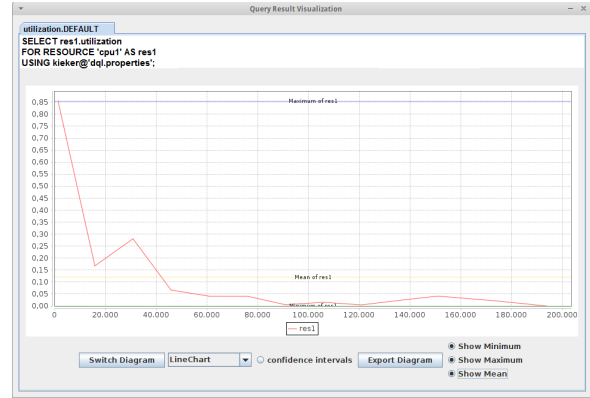 Query Result Visualization
utilization.DEFAULT
SELECT res1.utilization
FOR RESOURCE 'cpu1' AS res1
USING kieker@'dql.properties';
Maximum of res1
0,85
0,80
0,75
0,70
0,65
0,60
0,55
0,50
0,45
0,40
0,35
0,30
0,25
0,20
0,15
Mean of res1
0,10
0,05
Minimum of res1
0,00
0 20.000 40.000 60.000 80.000 100.000 120.000 140.000 160.000 180.000 200.000
res1
Switch Diagram LineChart confidence intervals Export Diagram
Show Minimum
Show Maximum
Show Mean